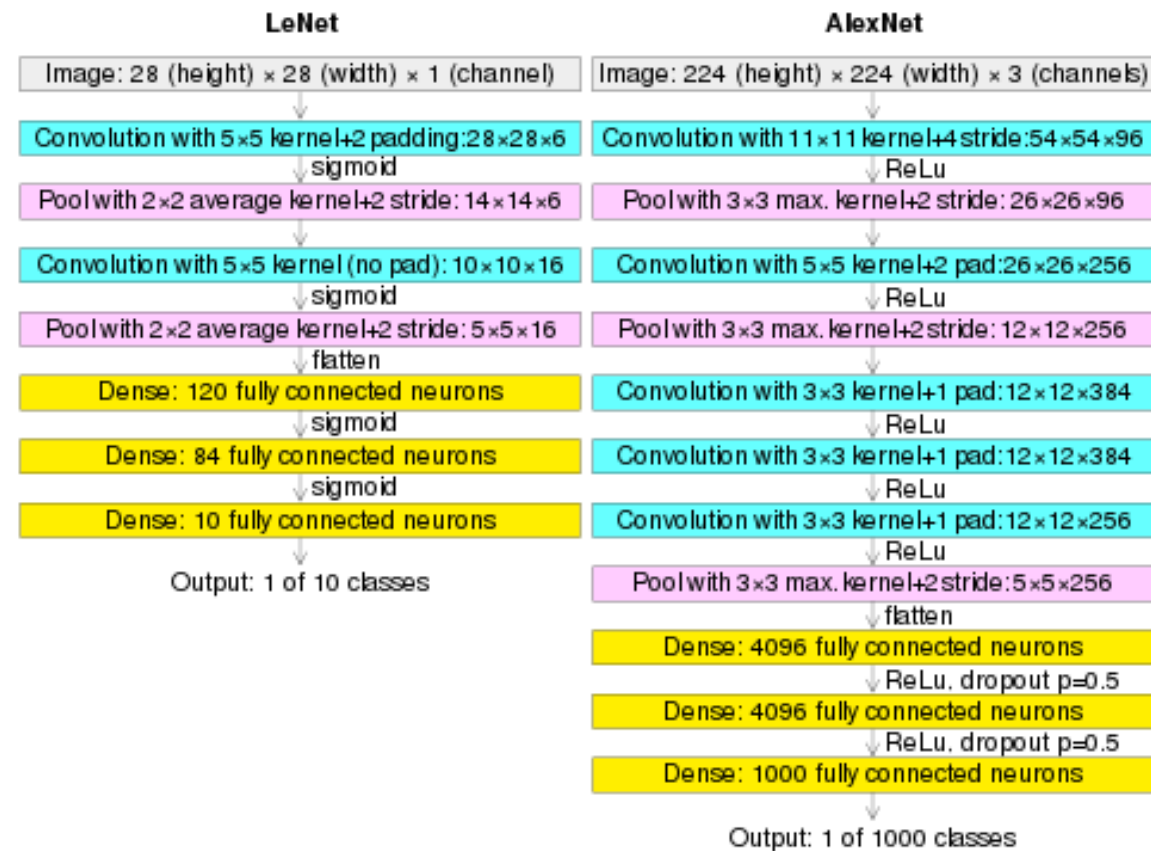 LeNet
Image: 28 (height) × 28 (width) × 1 (channel)
Convolution with 5×5 kernel+2 padding:28×28×6
sigmoid
Pool with 2×2 average kernel+2 stride: 14×14×6
Convolution with 5×5 kernel (no pad): 10×10×16
sigmoid
Pool with 2×2 average kernel+2 stride: 5×5×16
flatten
Dense: 120 fully connected neurons
sigmoid
Dense: 84 fully connected neurons
sigmoid
Dense: 10 fully connected neurons
Output: 1 of 10 classes
AlexNet
Image: 224 (height) × 224 (width) × 3 (channels)
Convolution with 11×11 kernel+4 stride:54×54×96
ReLu
Pool with 3×3 max. kernel+2 stride: 26×26×96
Convolution with 5×5 kernel+2 pad:26×26×256
ReLu
Pool with 3×3 max. kernel+2stride: 12×12×256
Convolution with 3×3 kernel+1 pad:12×12×384
ReLu
Convolution with 3×3 kernel+1 pad:12×12×384
ReLu
Convolution with 3×3 kernel+1 pad:12×12×256
ReLu
Pool with 3×3 max. kernel+2stride:5×5×256
flatten
Dense: 4096 fully connected neurons
ReLu, dropout p=0.5
Dense: 4096 fully connected neurons
ReLu, dropout p=0.5
Dense: 1000 fully connected neurons
Output: 1 of 1000 classes